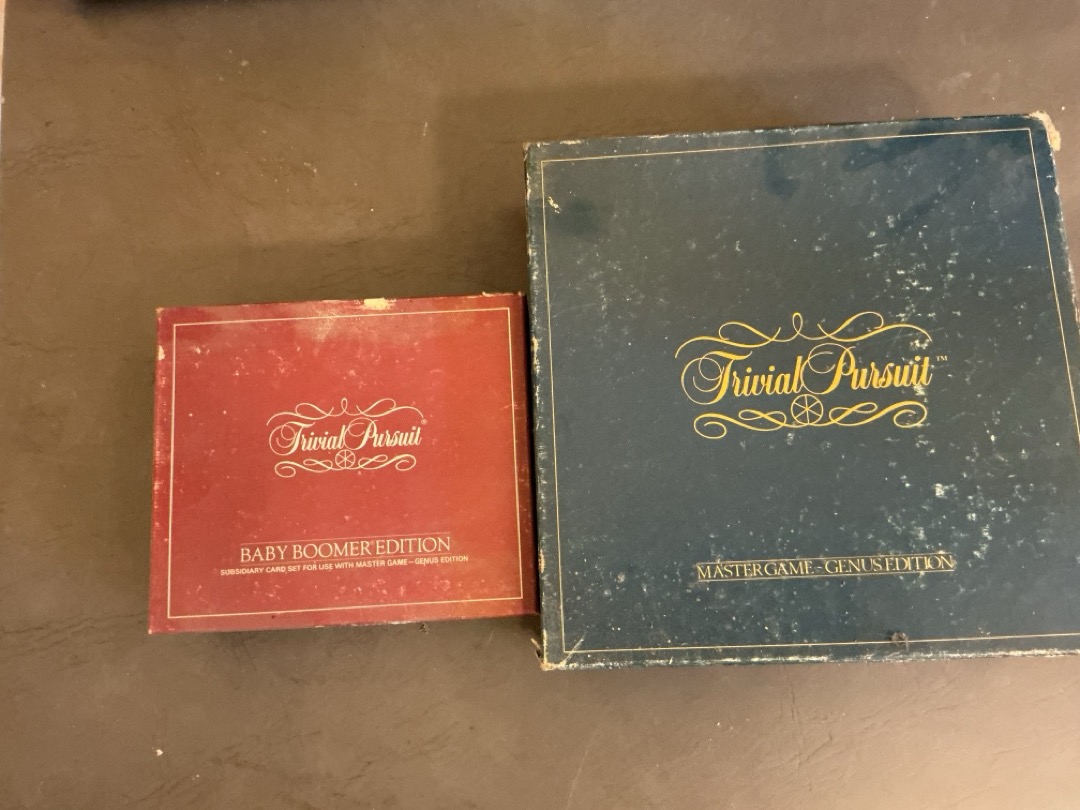 Trivial Pursuit®
BABY BOOMER® EDITION
SUBSIDIARY CARD SET FOR USE WITH MASTER GAME—GENUS EDITION
Trivial Pursuit™
MASTER GAME - GENUS EDITION